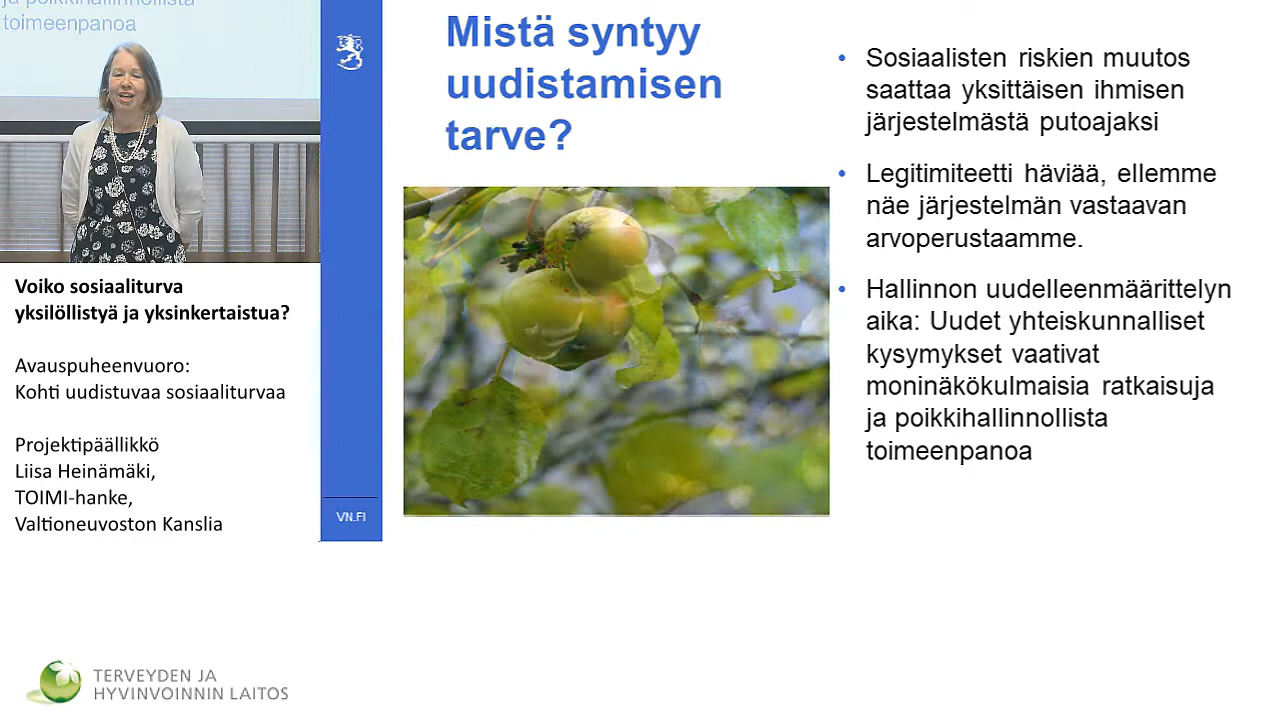 ja poikkihallinnollista
toimeenpanoa
Voiko sosiaaliturva
yksilöllistyä ja yksinkertaistua?
Avauspuheenvuoro:
Kohti uudistuvaa sosiaaliturvaa
Projektipäällikkö
Liisa Heinämäki,
TOIMI-hanke,
Valtioneuvoston Kanslia
VN.FI
Mistä syntyy
uudistamisen
tarve?
• Sosiaalisten riskien muutos
saattaa yksittäisen ihmisen
järjestelmästä putoajaksi
• Legitimiteetti häviää, ellemme
näe järjestelmän vastaavan
arvoperustaamme.
• Hallinnon uudelleenmäärittelyn
aika: Uudet yhteiskunnalliset
kysymykset vaativat
moninäkökulmaisia ratkaisuja
ja poikkihallinnollista
toimeenpanoa
TERVEYDEN JA
HYVINVOINNIN LAITOS